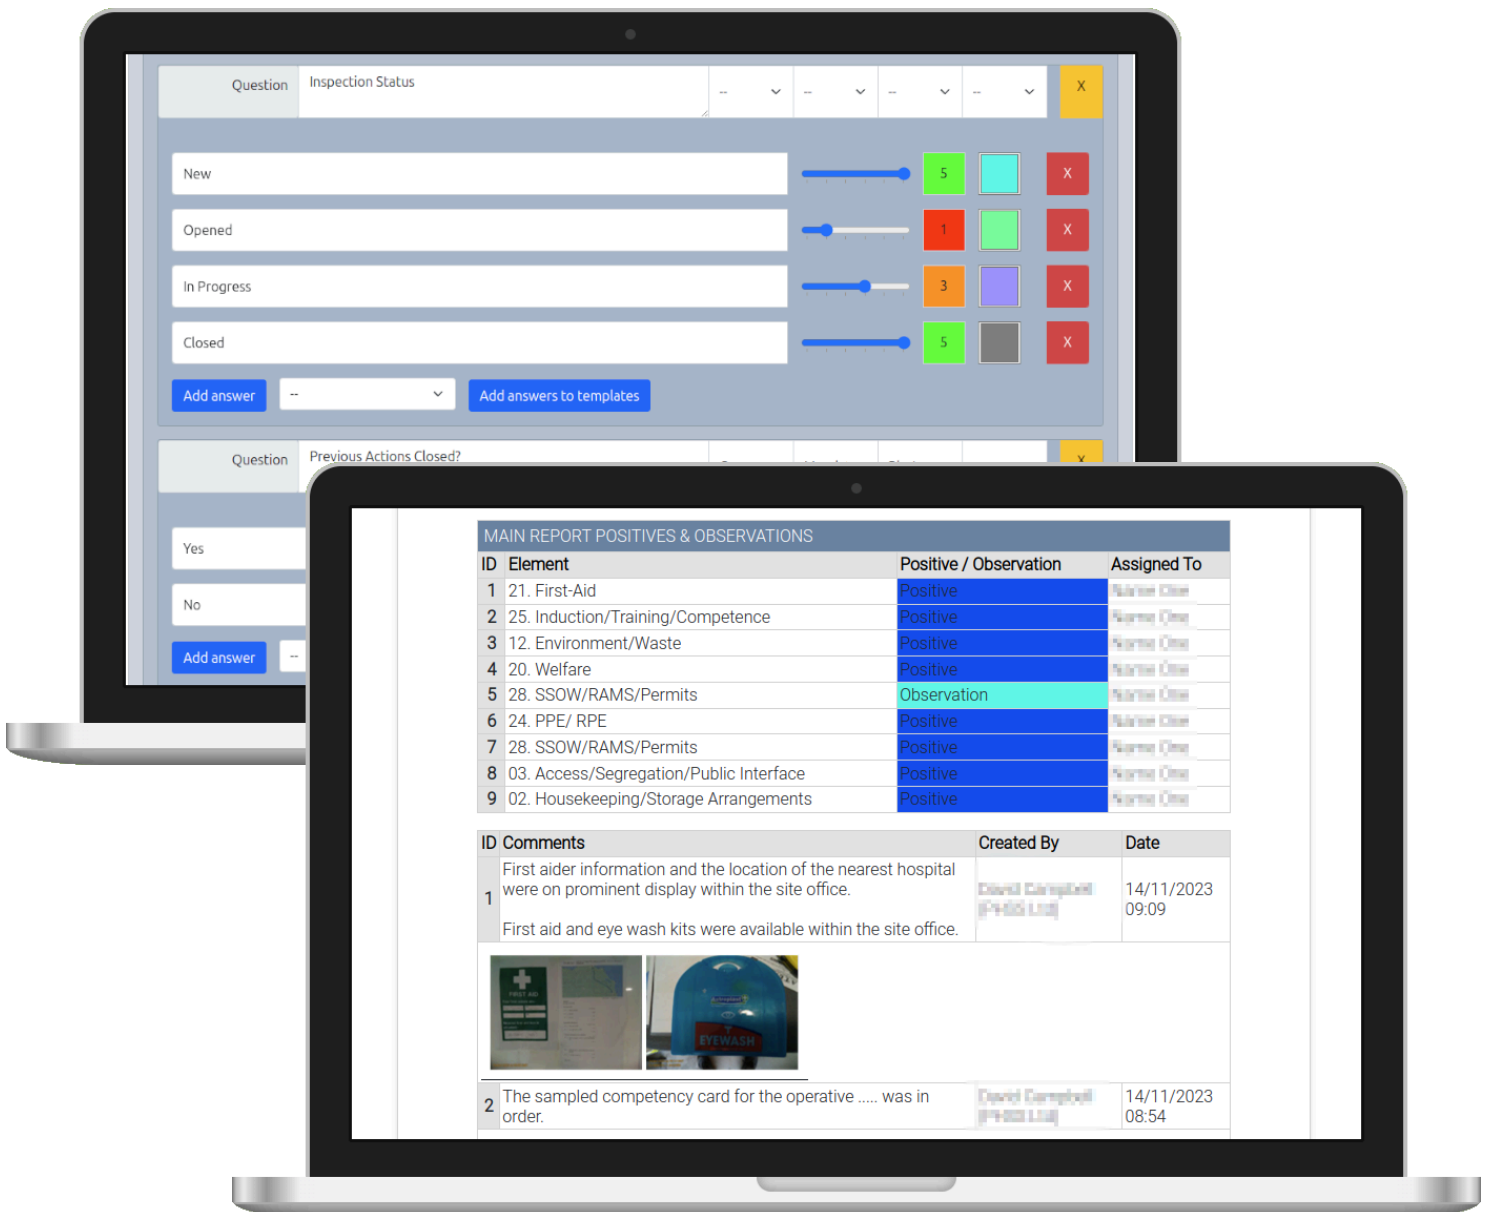 Question Inspection Status -- -- -- -- X
New 5 X
Opened 1 X
In Progress 3 X
Closed 5 X
Add answer -- Add answers to templates
Question Previous Actions Closed? X
Yes
No
Add answer --
MAIN REPORT POSITIVES & OBSERVATIONS
ID Element Positive / Observation Assigned To
1 21. First-Aid Positive
2 25. Induction/Training/Competence Positive
3 12. Environment/Waste Positive
4 20. Welfare Positive
5 28. SSOW/RAMS/Permits Observation
6 24. PPE/ RPE Positive
7 28. SSOW/RAMS/Permits Positive
8 03. Access/Segregation/Public Interface Positive
9 02. Housekeeping/Storage Arrangements Positive
ID Comments Created By Date
1 First aider information and the location of the nearest hospital
were on prominent display within the site office.
First aid and eye wash kits were available within the site office.
14/11/2023
09:09
FIRST AID
EYEWASH
2 The sampled competency card for the operative ..... was in
order.
14/11/2023
08:54